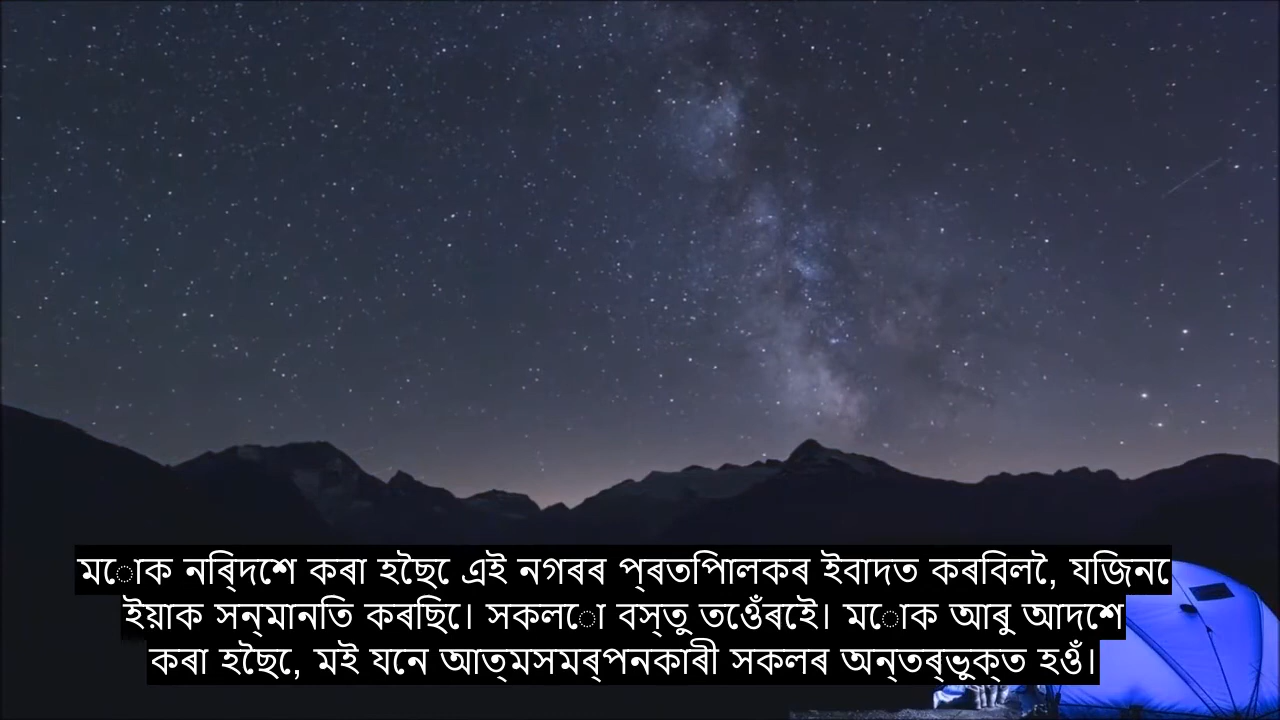 মোক নিৰ্দেশ কৰা হৈছে এই নগৰৰ প্ৰতিপালকৰ ইবাদত কৰিবলৈ, যিজনে
ইয়াক সন্মানিত কৰিছে। সকলো বস্তু তেওঁৰেই। মোক আৰু আদেশ
কৰা হৈছে, মই যেন আত্মসমৰ্পনকাৰী সকলৰ অন্তৰ্ভুক্ত হওঁ।